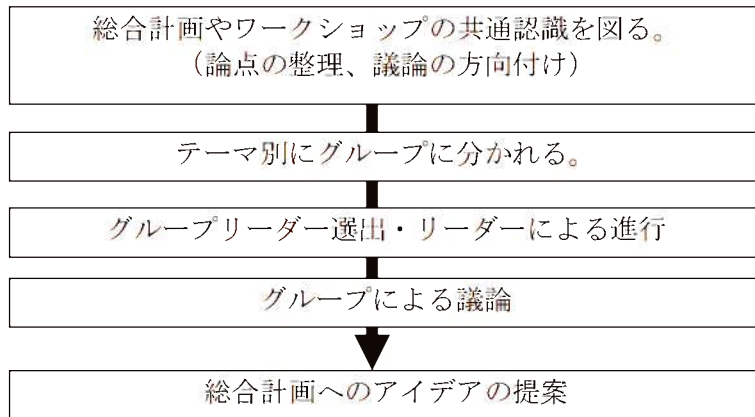 総合計画やワークショップの共通認識を図る。
（論点の整理、議論の方向付け）
テーマ別にグループに分かれる。
グループリーダー選出・リーダーによる進行
グループによる議論
総合計画へのアイデアの提案